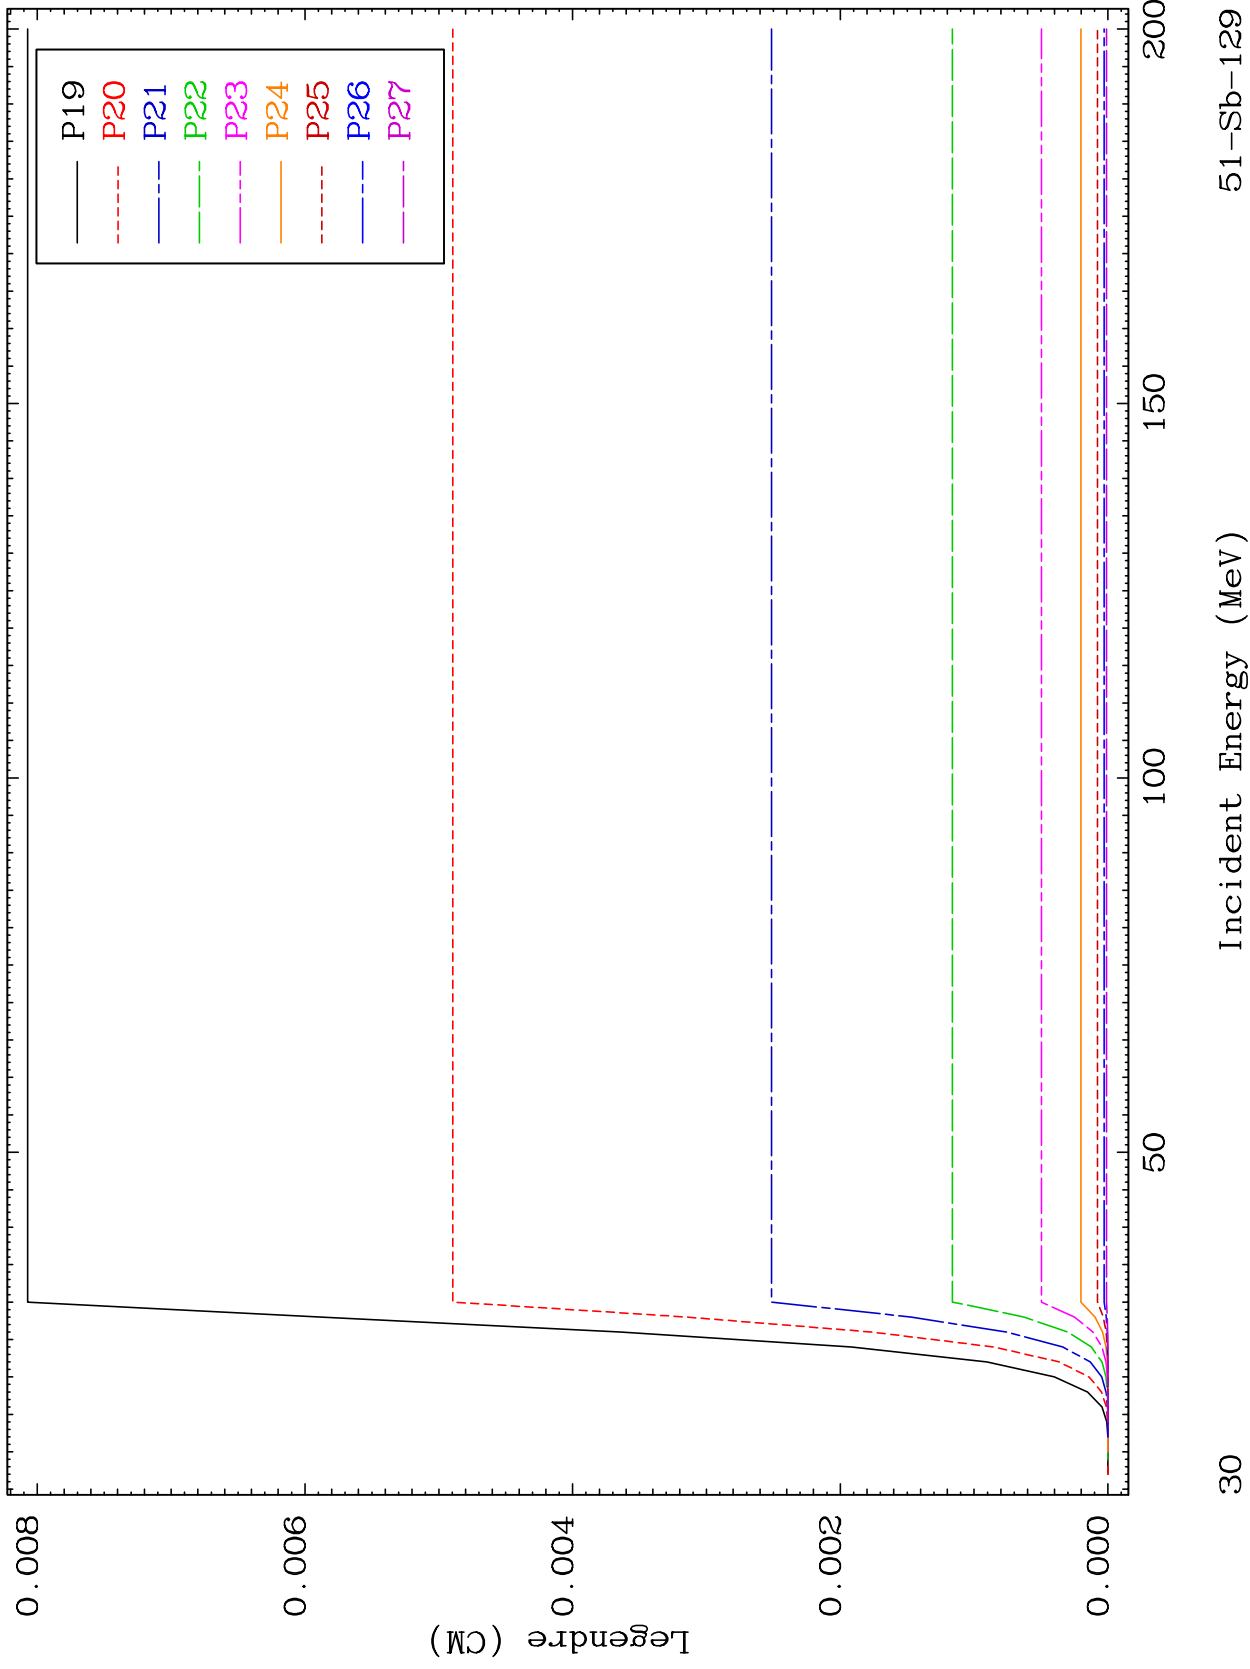 P19
P20
P21
P22
P23
P24
P25
P26
P27
0.008
0.006
0.004
0.002
0.000
Legendre (CM)
50
100
150
200
30
Incident Energy (MeV)
51-Sb-129